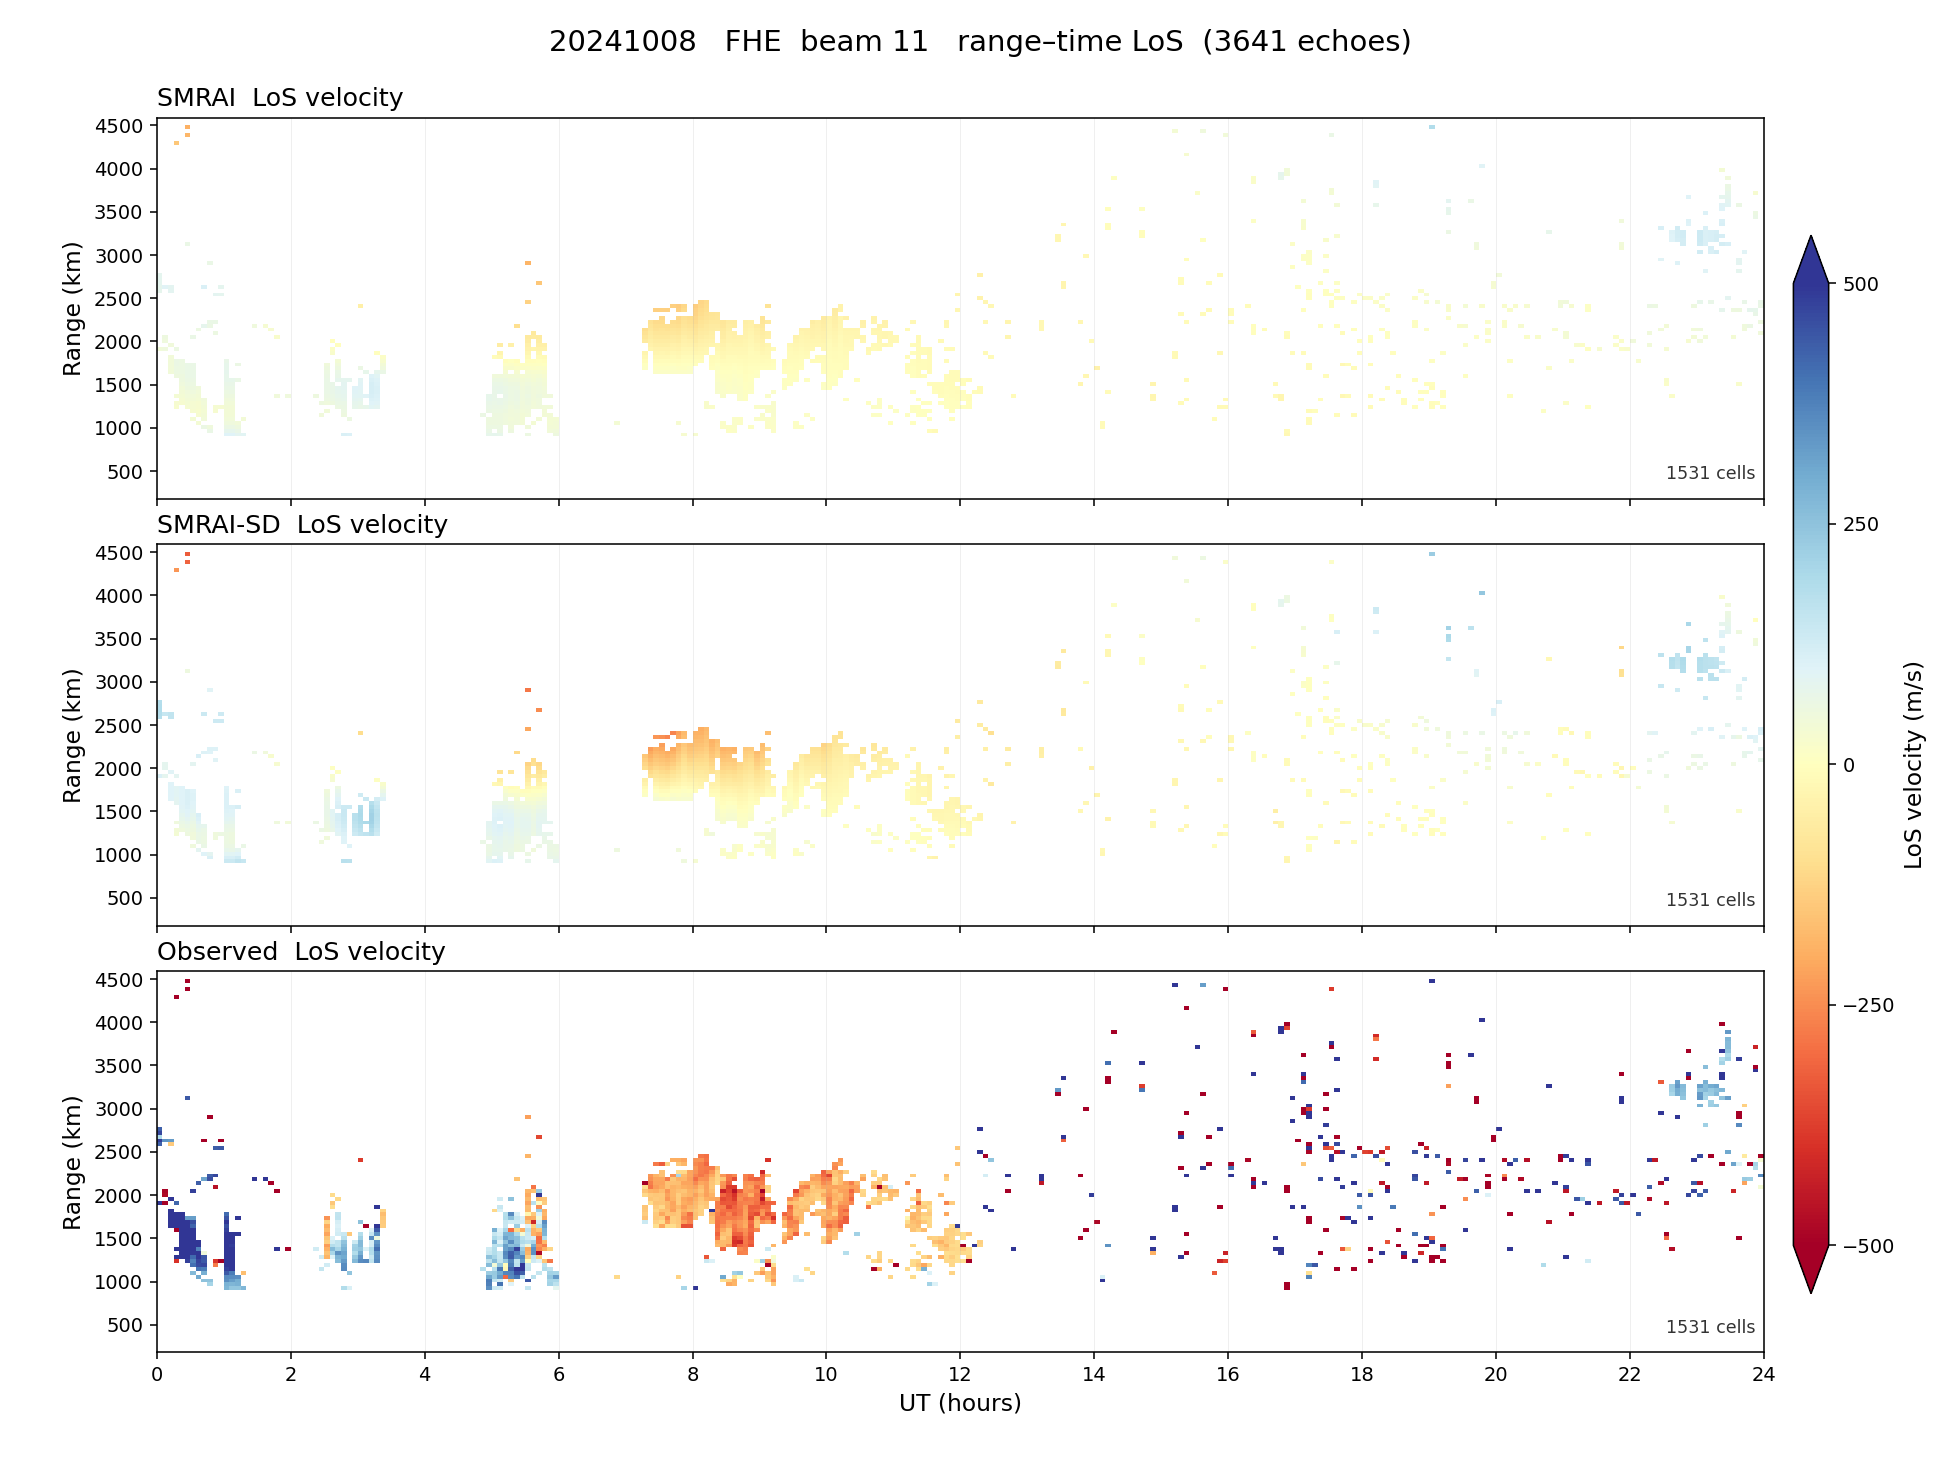 20241008   FHE  beam 11   range–time LoS  (3641 echoes)
SMRAI  LoS velocity
4500
4000
3500
3000
2500
2000
1500
1000
500
Range (km)
1531 cells
SMRAI-SD  LoS velocity
4500
4000
3500
3000
2500
2000
1500
1000
500
Range (km)
1531 cells
Observed  LoS velocity
4500
4000
3500
3000
2500
2000
1500
1000
500
Range (km)
1531 cells
0 2 4 6 8 10 12 14 16 18 20 22 24
UT (hours)
500
250
0
−250
−500
LoS velocity (m/s)